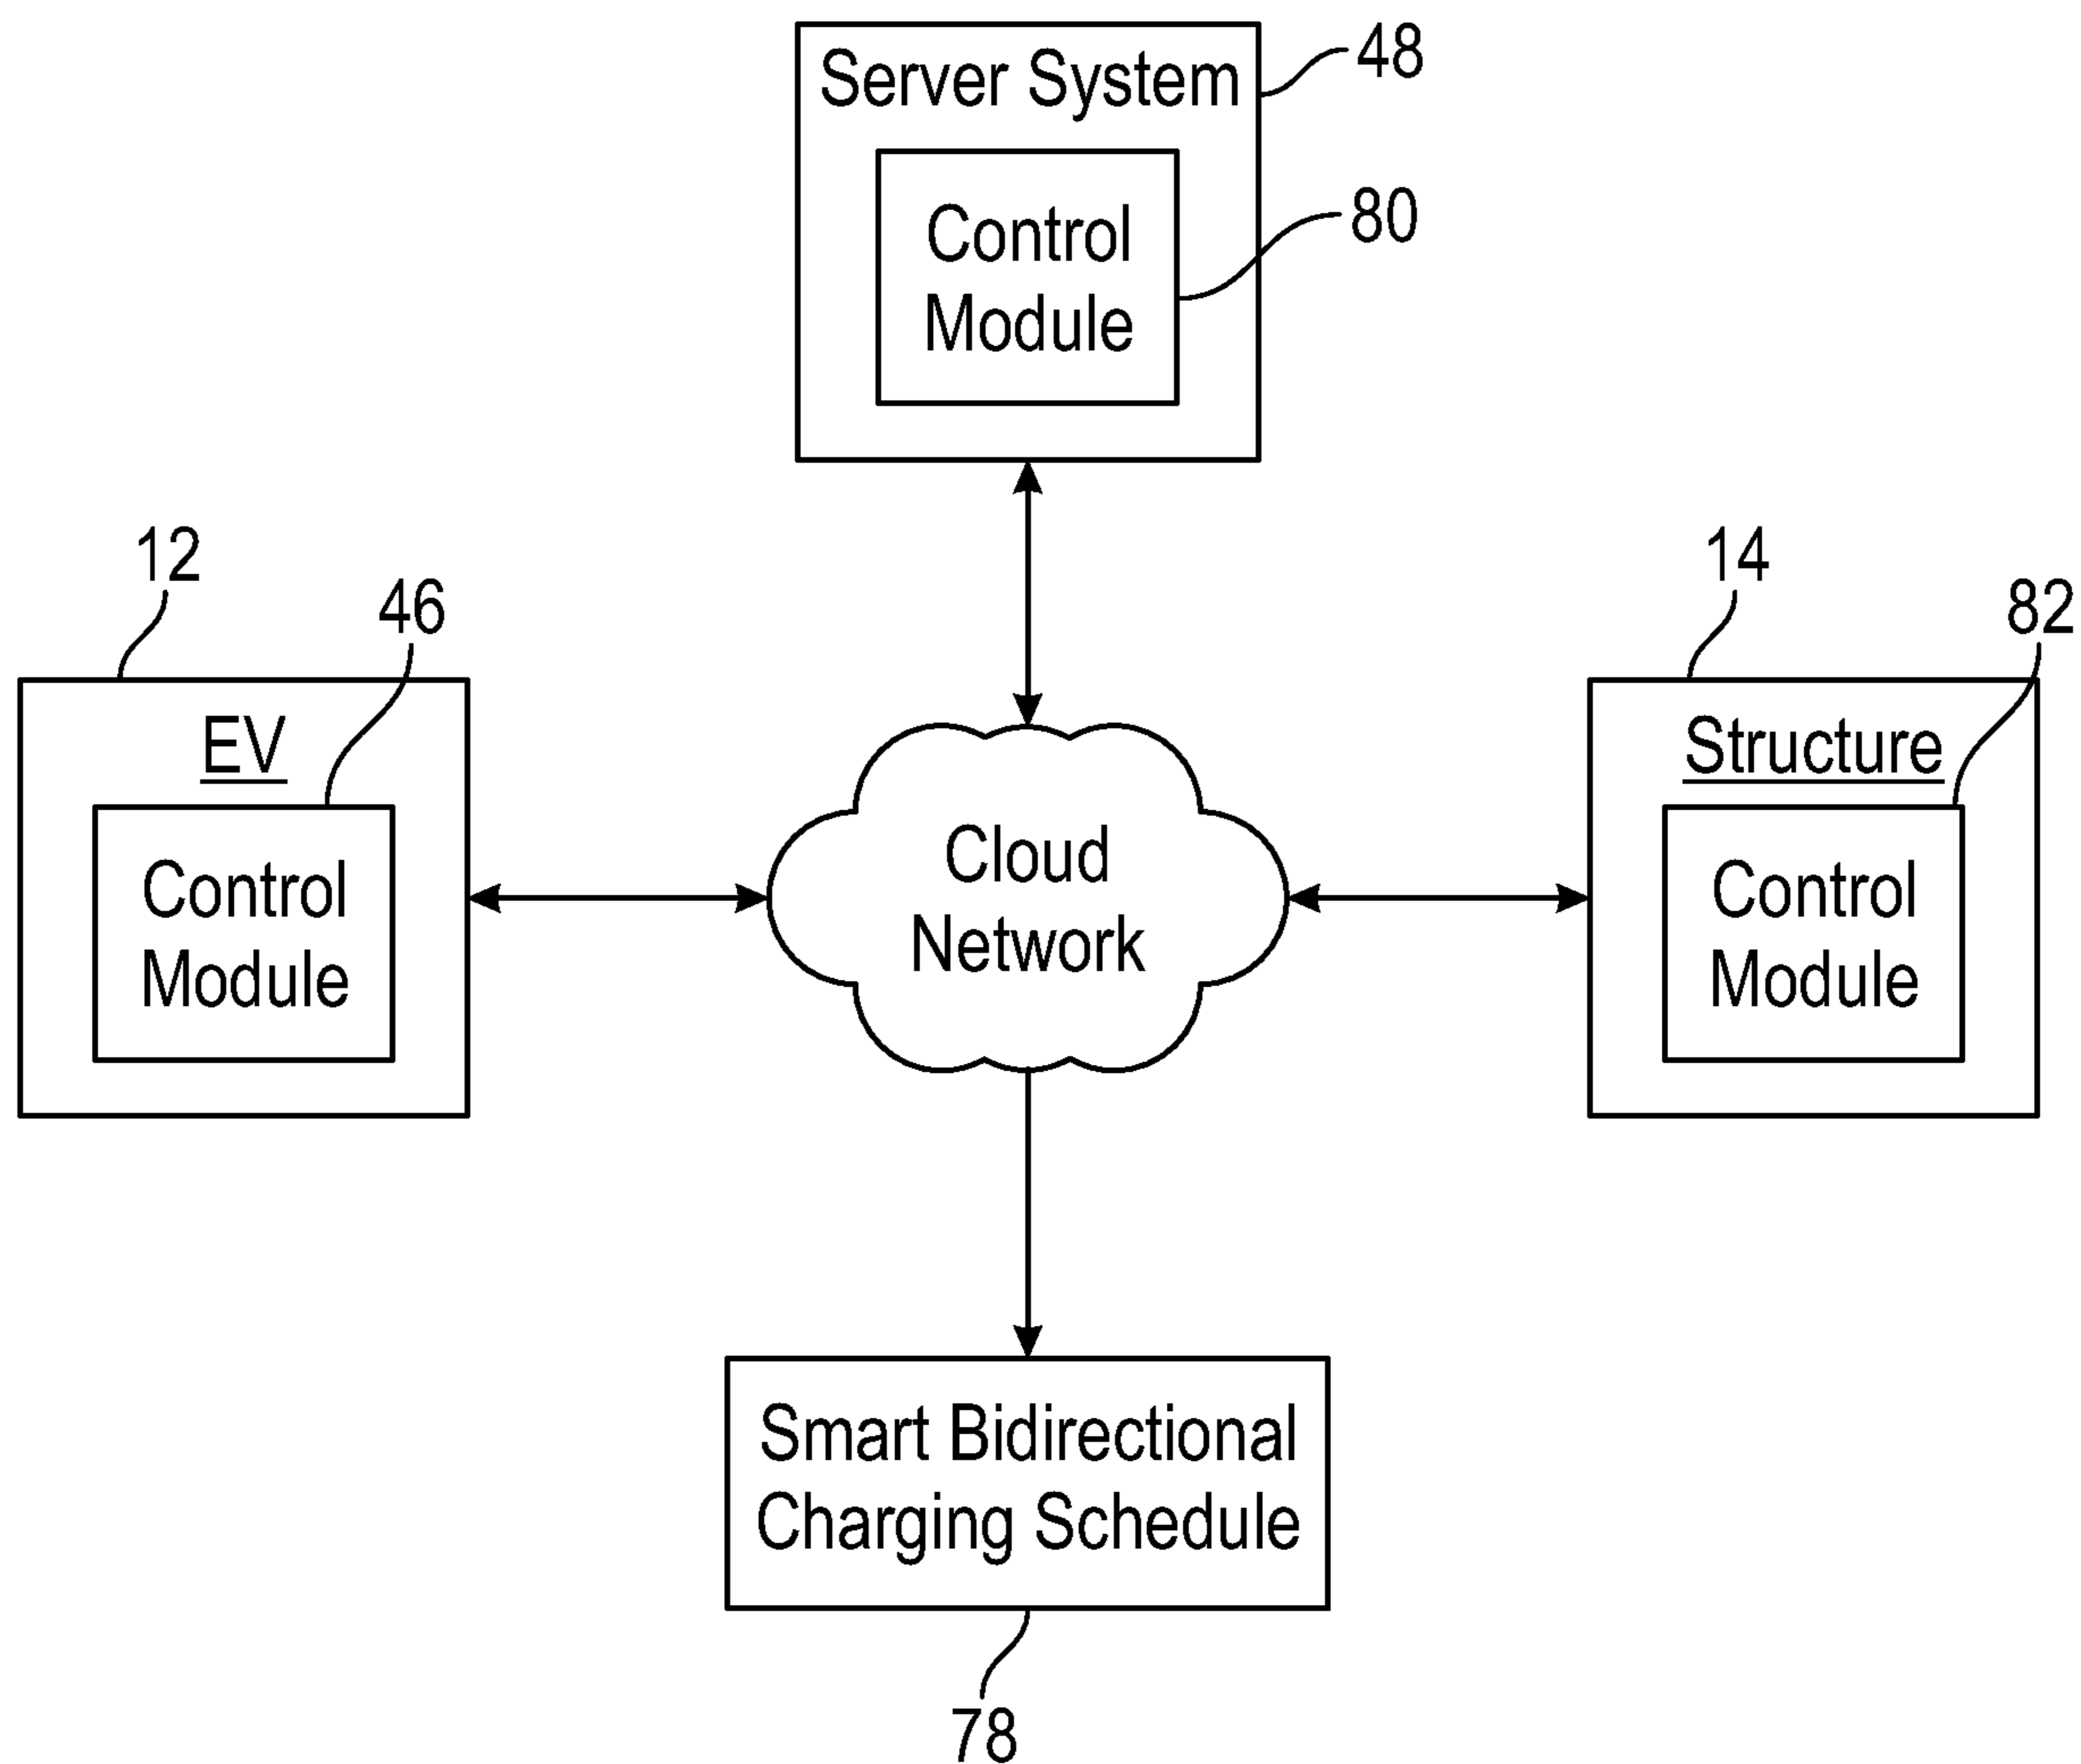 Server System
48
Control
Module
80
12
46
EV
Control
Module
Cloud
Network
14
82
Structure
Control
Module
Smart Bidirectional
Charging Schedule
78